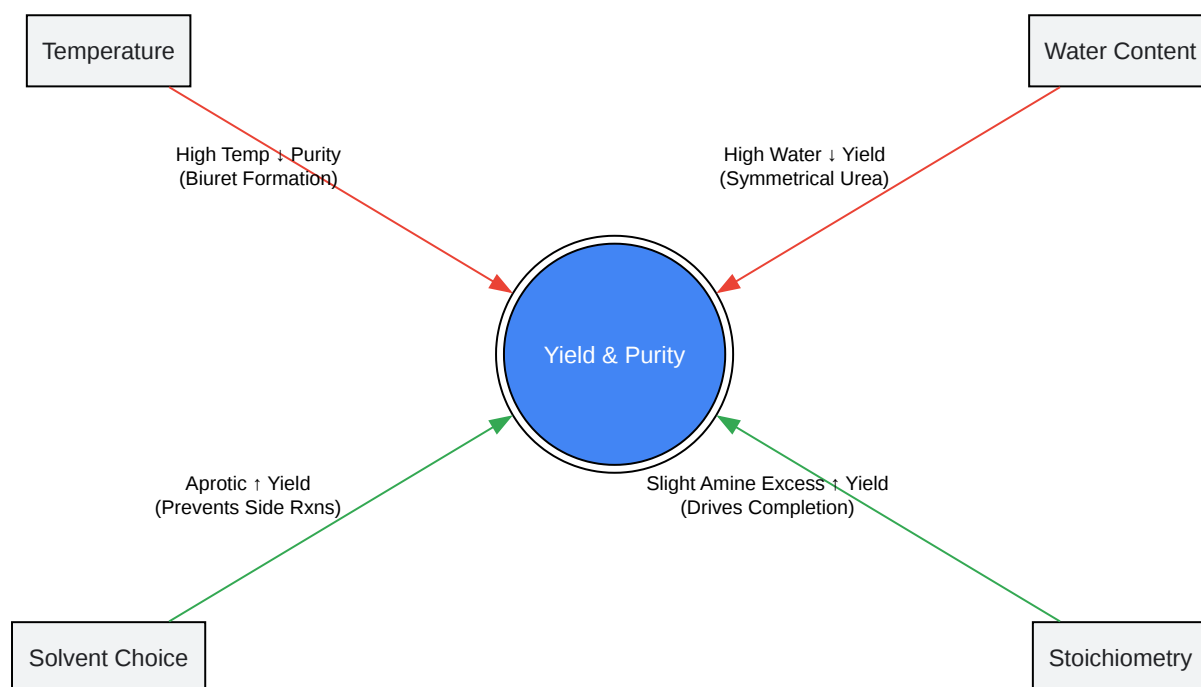 Temperature
Water Content
High Temp ↓ Purity
(Biuret Formation)
High Water ↓ Yield
(Symmetrical Urea)
Yield & Purity
Aprotic ↑ Yield
(Prevents Side Rxns)
Slight Amine Excess ↑ Yield
(Drives Completion)
Solvent Choice
Stoichiometry